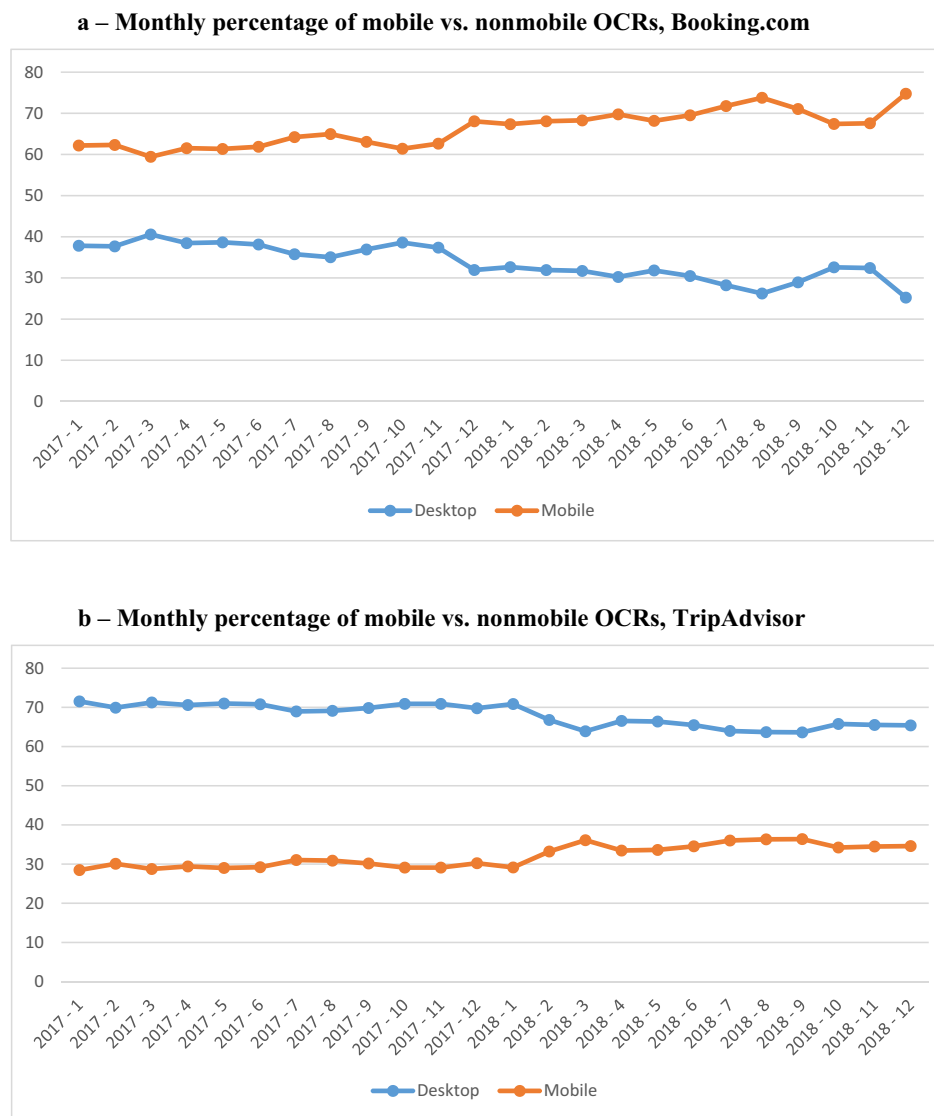 a – Monthly percentage of mobile vs. nonmobile OCRs, Booking.com
80
70
60
50
40
30
20
10
0
2017 - 1
2017 - 2
2017 - 3
2017 - 4
2017 - 5
2017 - 6
2017 - 7
2017 - 8
2017 - 9
2017 - 10
2017 - 11
2017 - 12
2018 - 1
2018 - 2
2018 - 3
2018 - 4
2018 - 5
2018 - 6
2018 - 7
2018 - 8
2018 - 9
2018 - 10
2018 - 11
2018 - 12
Desktop Mobile
b – Monthly percentage of mobile vs. nonmobile OCRs, TripAdvisor
80
70
60
50
40
30
20
10
0
2017 - 1
2017 - 2
2017 - 3
2017 - 4
2017 - 5
2017 - 6
2017 - 7
2017 - 8
2017 - 9
2017 - 10
2017 - 11
2017 - 12
2018 - 1
2018 - 2
2018 - 3
2018 - 4
2018 - 5
2018 - 6
2018 - 7
2018 - 8
2018 - 9
2018 - 10
2018 - 11
2018 - 12
Desktop Mobile